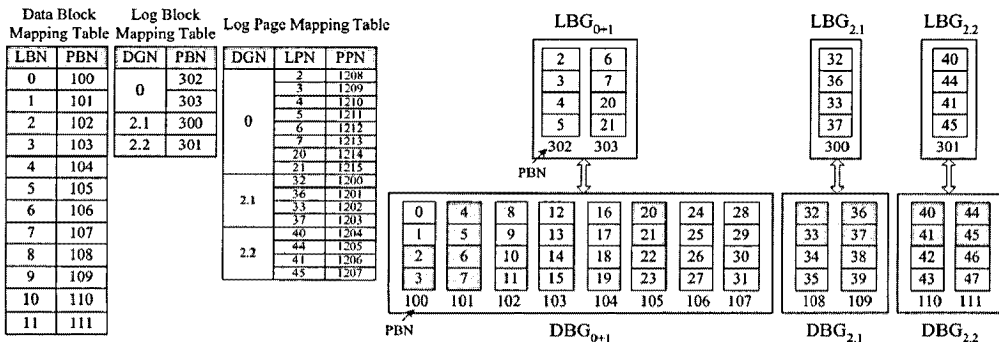 Data Block
Mapping Table
LBN PBN
0 100
1 101
2 102
3 103
4 104
5 105
6 106
7 107
8 108
9 109
10 110
11 111
Log Block
Mapping Table
DGN PBN
0 302
303
2.1 300
2.2 301
Log Page Mapping Table
DGN LPN PPN
0 2 1208
3 1209
4 1210
5 1211
6 1212
7 1213
20 1214
21 1215
2.1 32 1200
36 1201
33 1202
37 1203
2.2 40 1204
44 1205
41 1206
45 1207
LBG0+1
2 6
3 7
4 20
5 21
302 303
PBN
LBG2.1
32
36
33
37
300
LBG2.2
40
44
41
45
301
0 4 8 12 16 20 24 28
1 5 9 13 17 21 25 29
2 6 10 14 18 22 26 30
3 7 11 15 19 23 27 31
100 101 102 103 104 105 106 107
PBN
DBG0+1
32 36
33 37
34 38
35 39
108 109
DBG2.1
40 44
41 45
42 46
43 47
110 111
DBG2.2